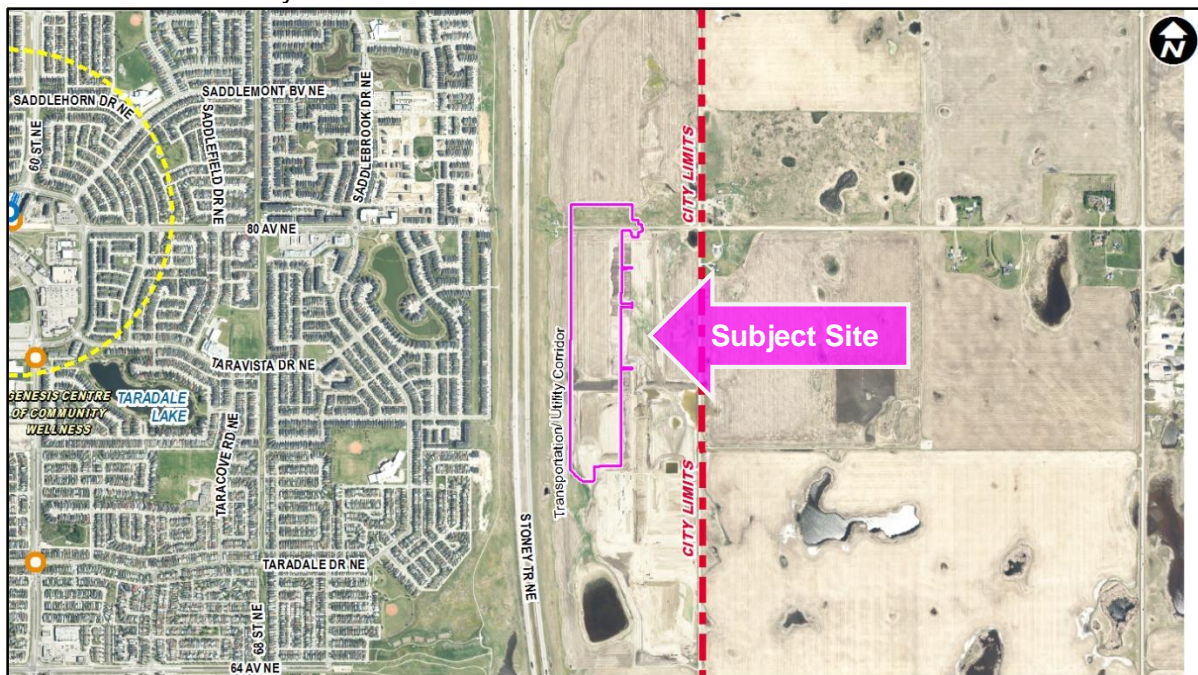 N
SADDLEMONT BV NE
SADDLEHORN DR NE
60 ST NE
SADDLEFIELD DR NE
SADDLEBROOK DR NE
CITY LIMITS
80 AV NE
Subject Site
Transportation/ Utility Corridor
TARAVISTA DR NE
GENESIS CENTRE
OF COMMUNITY
WELLNESS
TARADALE
LAKE
TARACOVE RD NE
CITY LIMITS
STONEY TR NE
TARADALE DR NE
68 ST NE
64 AV NE